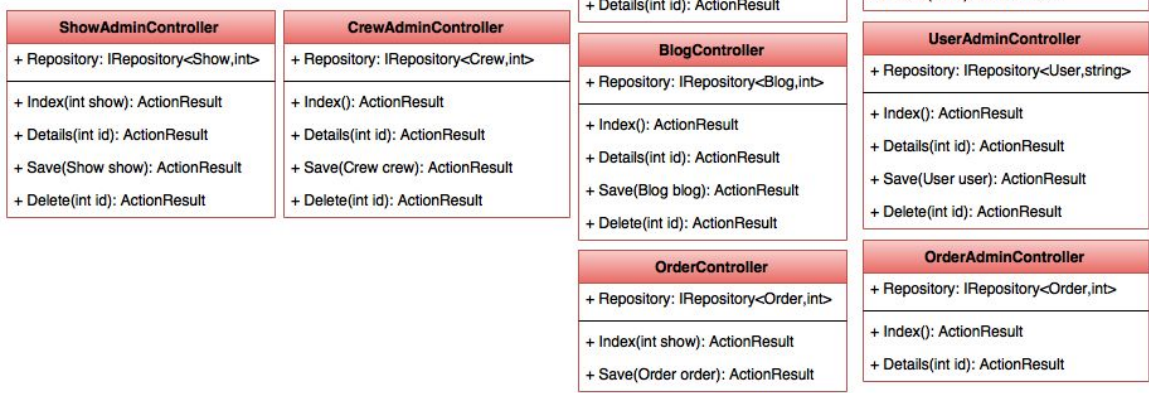 ShowAdminController
+ Repository: IRepository<Show,int>
+ Index(int show): ActionResult
+ Details(int id): ActionResult
+ Save(Show show): ActionResult
+ Delete(int id): ActionResult
CrewAdminController
+ Repository: IRepository<Crew,int>
+ Index(): ActionResult
+ Details(int id): ActionResult
+ Save(Crew crew): ActionResult
+ Delete(int id): ActionResult
+ Details(int id): ActionResult
BlogController
+ Repository: IRepository<Blog,int>
+ Index(): ActionResult
+ Details(int id): ActionResult
+ Save(Blog blog): ActionResult
+ Delete(int id): ActionResult
OrderController
+ Repository: IRepository<Order,int>
+ Index(int show): ActionResult
+ Save(Order order): ActionResult
UserAdminController
+ Repository: IRepository<User,string>
+ Index(): ActionResult
+ Details(int id): ActionResult
+ Save(User user): ActionResult
+ Delete(int id): ActionResult
OrderAdminController
+ Repository: IRepository<Order,int>
+ Index(): ActionResult
+ Details(int id): ActionResult